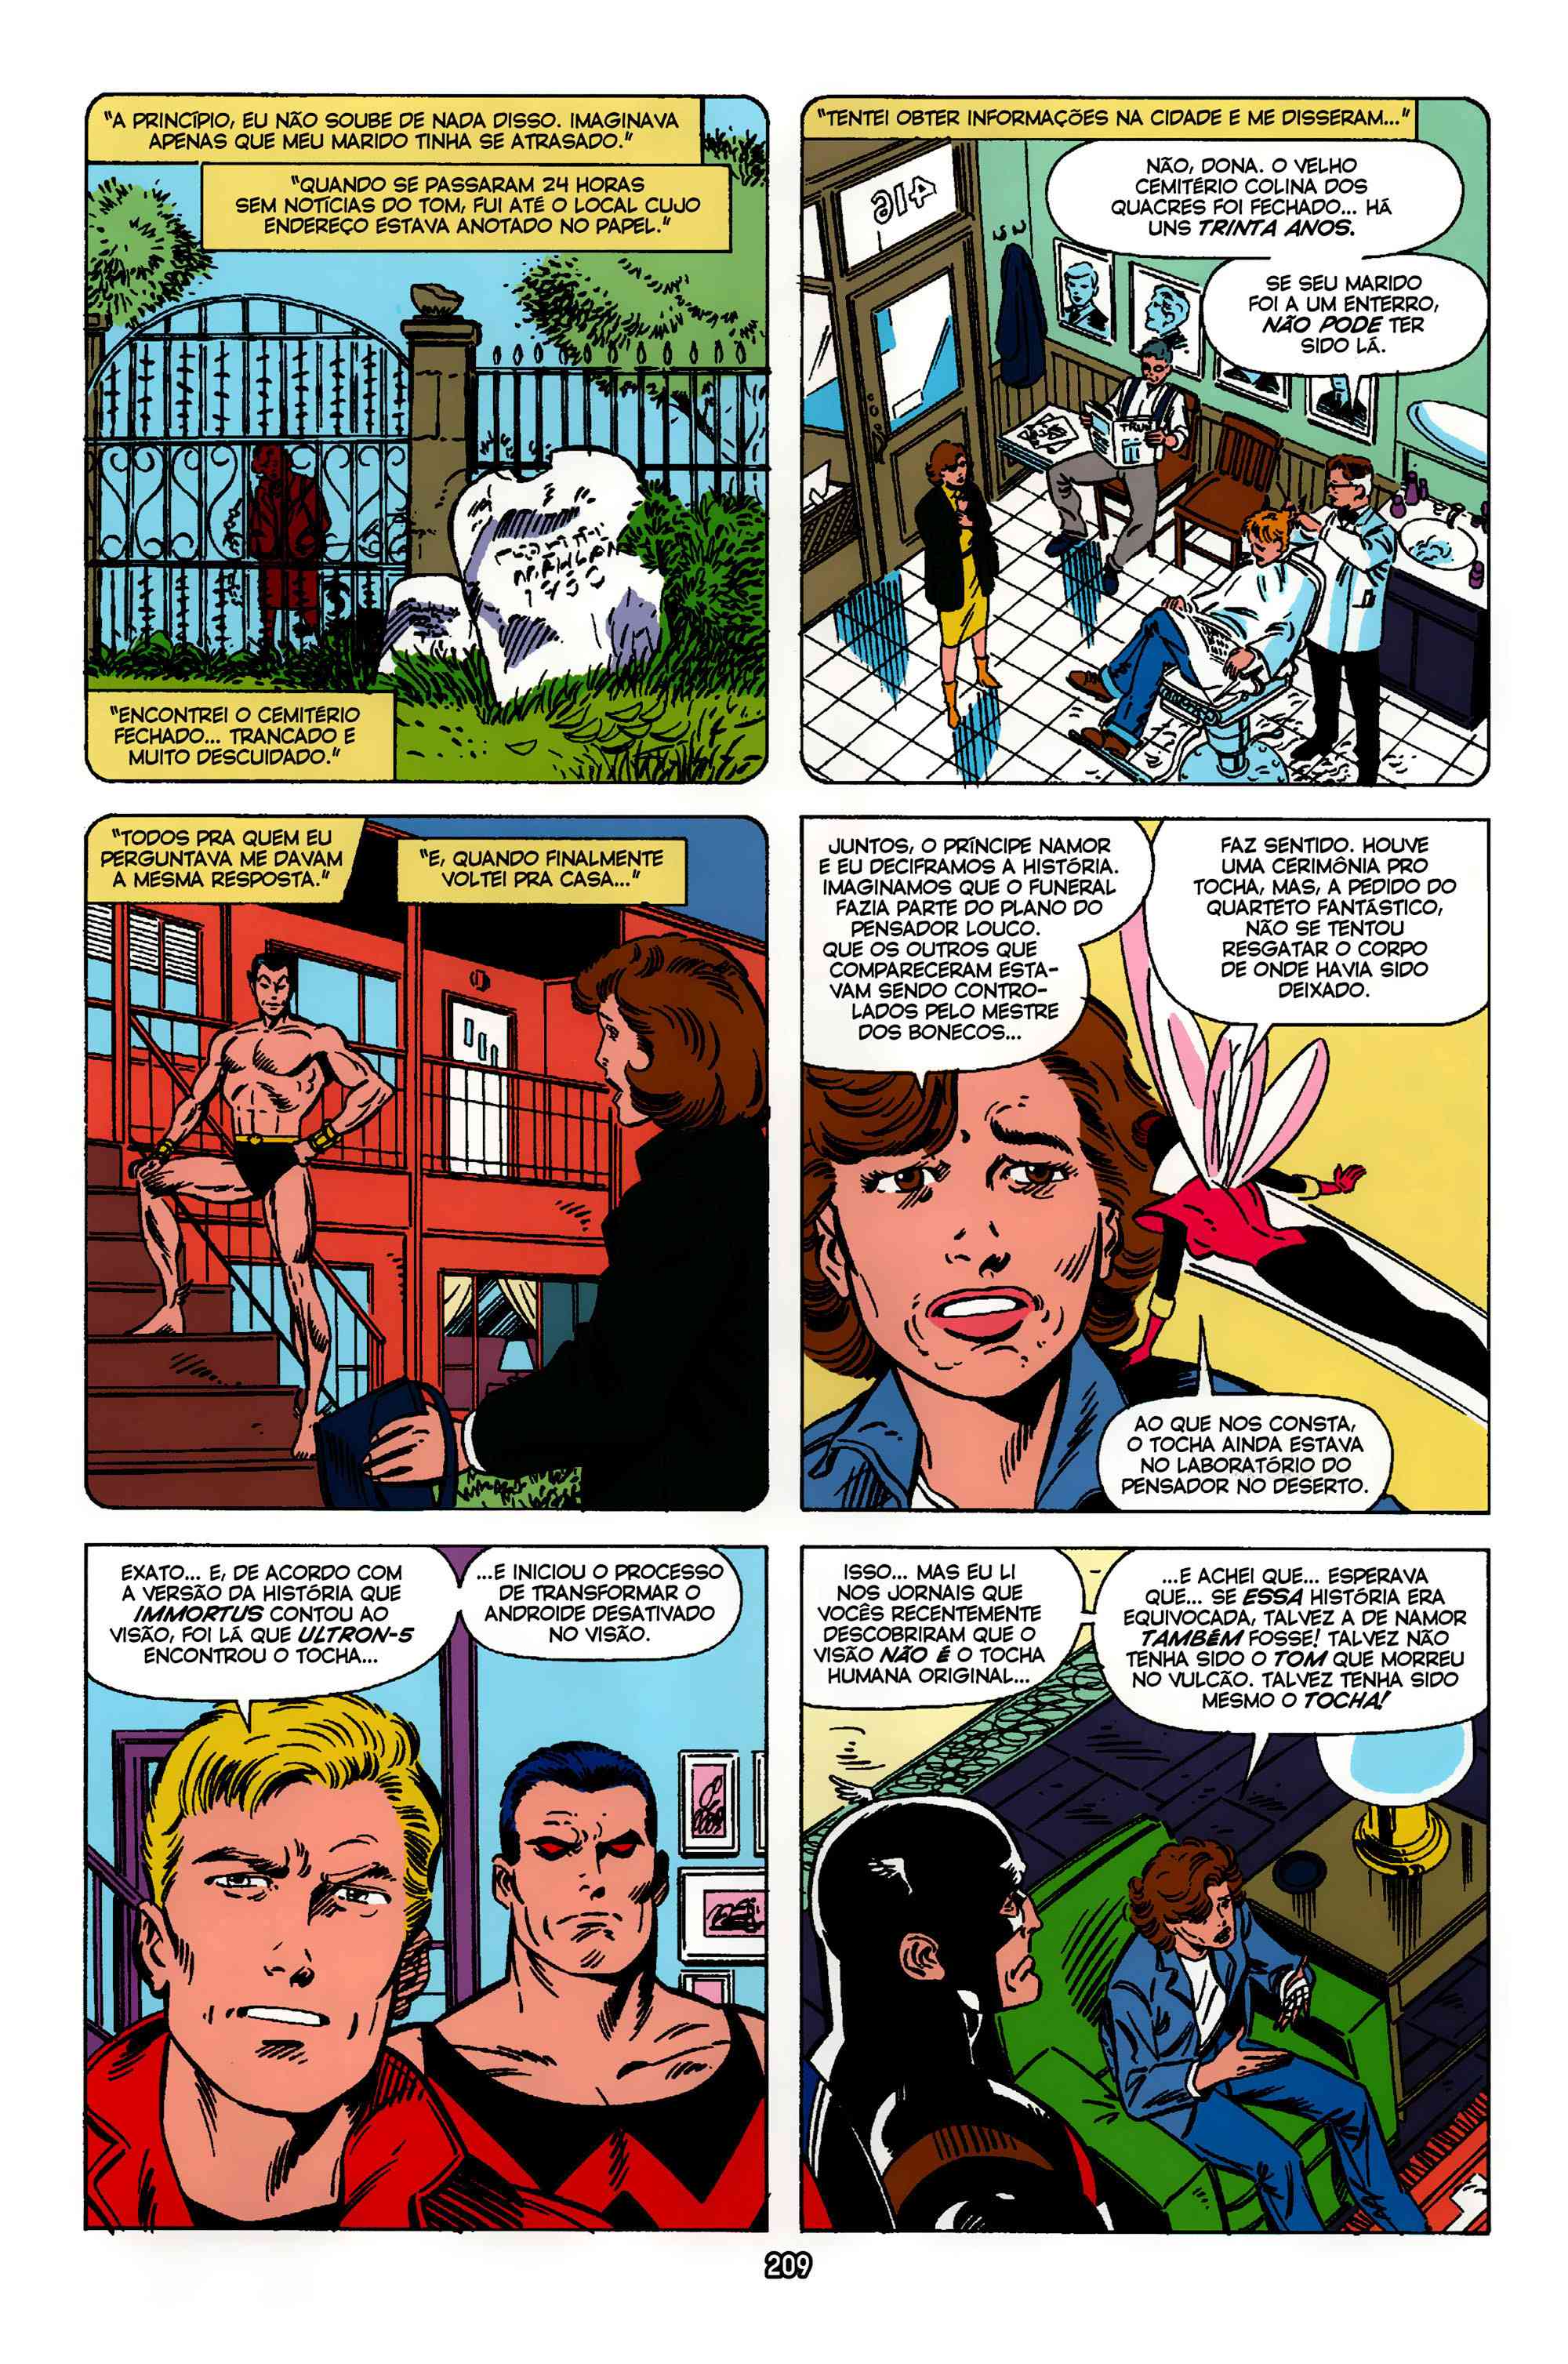 "A PRINCÍPIO, EU NÃO SOUBE DE NADA DISSO. IMAGINAVA
APENAS QUE MEU MARIDO TINHA SE ATRASADO."
"QUANDO SE PASSARAM 24 HORAS
SEM NOTÍCIAS DO TOM, FUI ATÉ O LOCAL CUJO
ENDEREÇO ESTAVA ANOTADO NO PAPEL."
"ENCONTREI O CEMITÉRIO
FECHADO... TRANCADO E
MUITO DESCUIDADO."
"TENTEI OBTER INFORMAÇÕES NA CIDADE E ME DISSERAM..."
NÃO, DONA. O VELHO
CEMITÉRIO COLINA DOS
QUACRES FOI FECHADO... HÁ
UNS TRINTA ANOS.
SE SEU MARIDO
FOI A UM ENTERRO,
NÃO PODE TER
SIDO LÁ.
416
"TODOS PRA QUEM EU
PERGUNTAVA ME DAVAM
A MESMA RESPOSTA."
"E, QUANDO FINALMENTE
VOLTEI PRA CASA..."
JUNTOS, O PRÍNCIPE NAMOR
E EU DECIFRAMOS A HISTÓRIA.
IMAGINAMOS QUE O FUNERAL
FAZIA PARTE DO PLANO DO
PENSADOR LOUCO.
QUE OS OUTROS QUE
COMPARECERAM ESTA-
VAM SENDO CONTRO-
LADOS PELO MESTRE
DOS BONECOS...
FAZ SENTIDO. HOUVE
UMA CERIMÔNIA PRO
TOCHA, MAS, A PEDIDO DO
QUARTETO FANTÁSTICO,
NÃO SE TENTOU
RESGATAR O CORPO
DE ONDE HAVIA SIDO
DEIXADO.
AO QUE NOS CONSTA,
O TOCHA AINDA ESTAVA
NO LABORATÓRIO DO
PENSADOR NO DESERTO.
EXATO... E, DE ACORDO COM
A VERSÃO DA HISTÓRIA QUE
IMMORTUS CONTOU AO
VISÃO, FOI LÁ QUE ULTRON-5
ENCONTROU O TOCHA...
...E INICIOU O PROCESSO
DE TRANSFORMAR O
ANDROIDE DESATIVADO
NO VISÃO.
ISSO... MAS EU LI
NOS JORNAIS QUE
VOCÊS RECENTEMENTE
DESCOBRIRAM QUE O
VISÃO NÃO É O TOCHA
HUMANA ORIGINAL...
...E ACHEI QUE... ESPERAVA
QUE... SE ESSA HISTÓRIA ERA
EQUIVOCADA, TALVEZ A DE NAMOR
TAMBÉM FOSSE! TALVEZ NÃO
TENHA SIDO O TOM QUE MORREU
NO VULCÃO. TALVEZ TENHA SIDO
MESMO O TOCHA!
209